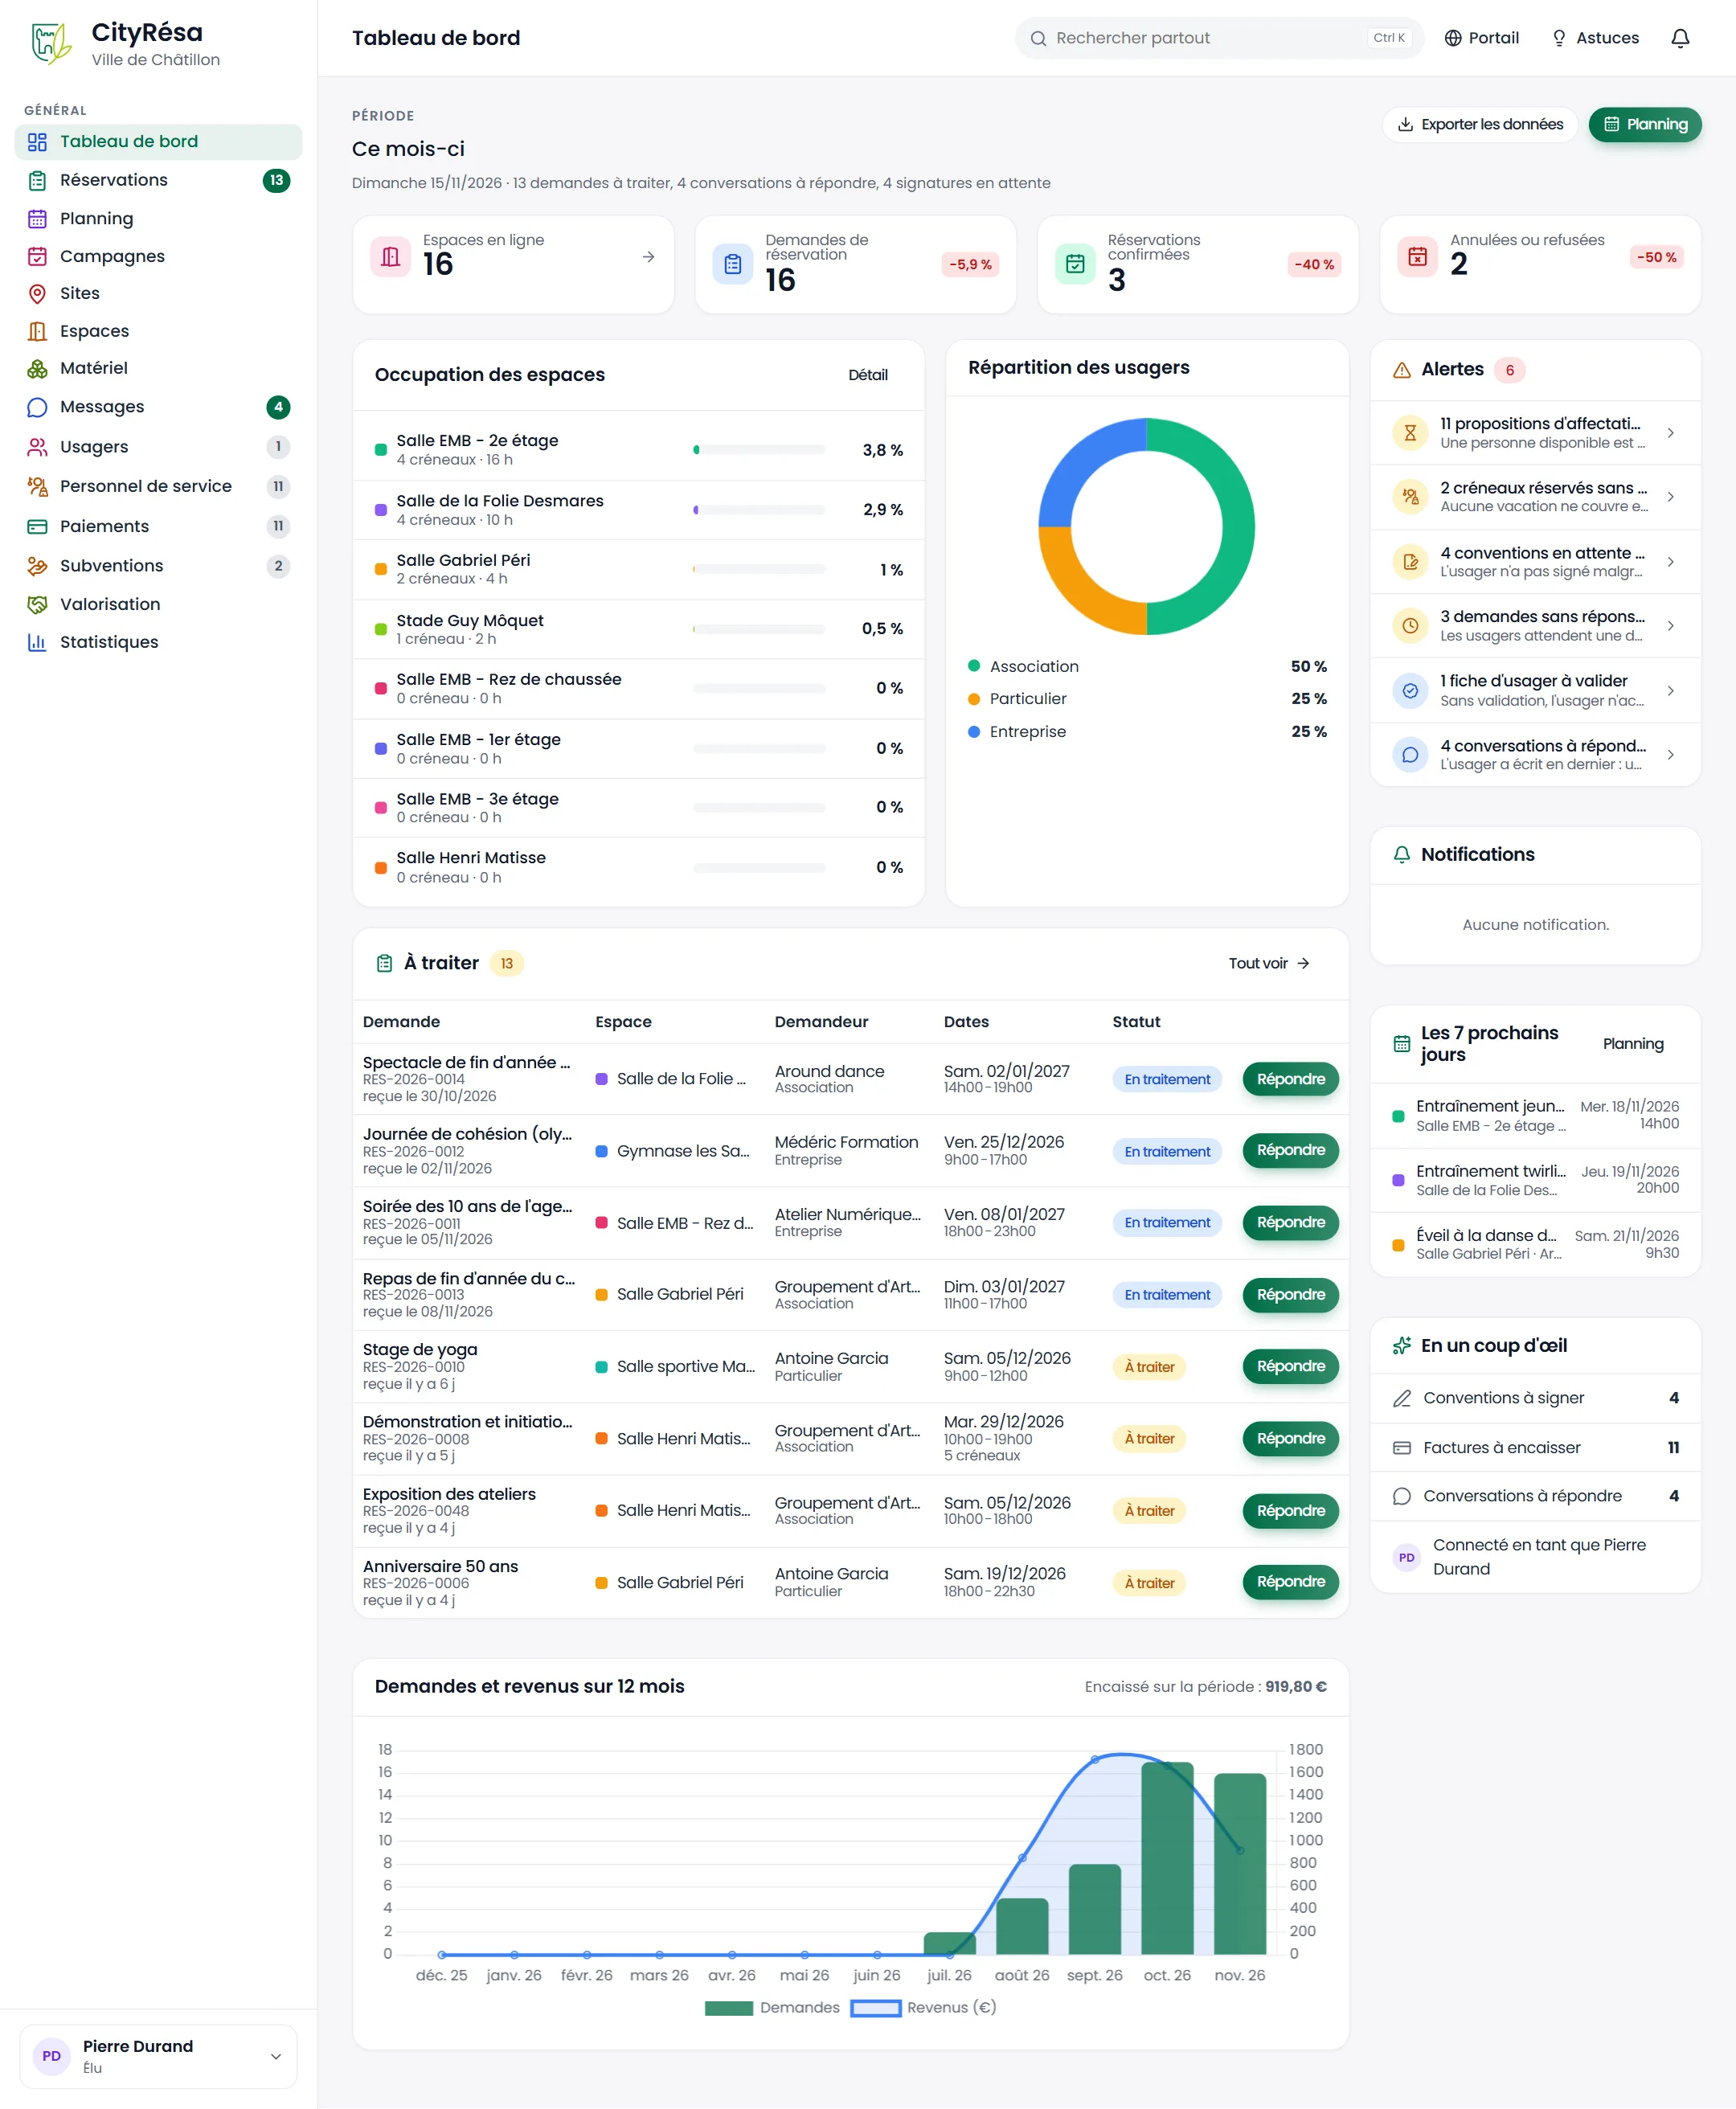 CityRésa
Ville de Châtillon
GÉNÉRAL
Tableau de bord
Réservations 13
Planning
Campagnes
Sites
Espaces
Matériel
Messages 4
Usagers 1
Personnel de service 11
Paiements 11
Subventions 2
Valorisation
Statistiques
Pierre Durand
PD
Élu
Tableau de bord
Rechercher partout
Ctrl K
Portail
Astuces
PÉRIODE
Ce mois-ci
Dimanche 15/11/2026 · 13 demandes à traiter, 4 conversations à répondre, 4 signatures en attente
Exporter les données
Planning
Espaces en ligne
16
Demandes de
réservation
16
-5,9 %
Réservations
confirmées
3
-40 %
Annulées ou refusées
2
-50 %
Occupation des espaces
Détail
Salle EMB - 2e étage
4 créneaux · 16 h
3,8 %
Salle de la Folie Desmares
4 créneaux · 10 h
2,9 %
Salle Gabriel Péri
2 créneaux · 4 h
1 %
Stade Guy Môquet
1 créneau · 2 h
0,5 %
Salle EMB - Rez de chaussée
0 créneau · 0 h
0 %
Salle EMB - 1er étage
0 créneau · 0 h
0 %
Salle EMB - 3e étage
0 créneau · 0 h
0 %
Salle Henri Matisse
0 créneau · 0 h
0 %
Répartition des usagers
Association 50 %
Particulier 25 %
Entreprise 25 %
Alertes 6
11 propositions d'affectati...
Une personne disponible est ...
2 créneaux réservés sans ...
Aucune vacation ne couvre e...
4 conventions en attente ...
L'usager n'a pas signé malgr...
3 demandes sans répons...
Les usagers attendent une d...
1 fiche d'usager à valider
Sans validation, l'usager n'ac...
4 conversations à répond...
L'usager a écrit en dernier : u...
Notifications
Aucune notification.
Les 7 prochains
jours
Planning
Entraînement jeun...
Salle EMB - 2e étage ...
Mer. 18/11/2026
14h00
Entraînement twirli...
Salle de la Folie Des...
Jeu. 19/11/2026
20h00
Éveil à la danse d...
Salle Gabriel Péri · Ar...
Sam. 21/11/2026
9h30
En un coup d'œil
Conventions à signer 4
Factures à encaisser 11
Conversations à répondre 4
PD
Connecté en tant que Pierre
Durand
À traiter 13
Tout voir
Demande Espace Demandeur Dates Statut
Spectacle de fin d'année ...
RES-2026-0014
reçue le 30/10/2026
Salle de la Folie ...
Around dance
Association
Sam. 02/01/2027
14h00-19h00
En traitement
Répondre
Journée de cohésion (oly...
RES-2026-0012
reçue le 02/11/2026
Gymnase les Sa...
Médéric Formation
Entreprise
Ven. 25/12/2026
9h00-17h00
En traitement
Répondre
Soirée des 10 ans de l'age...
RES-2026-0011
reçue le 05/11/2026
Salle EMB - Rez d...
Atelier Numérique...
Entreprise
Ven. 08/01/2027
18h00-23h00
En traitement
Répondre
Repas de fin d'année du c...
RES-2026-0013
reçue le 08/11/2026
Salle Gabriel Péri
Groupement d'Art...
Association
Dim. 03/01/2027
11h00-17h00
En traitement
Répondre
Stage de yoga
RES-2026-0010
reçue il y a 6 j
Salle sportive Ma...
Antoine Garcia
Particulier
Sam. 05/12/2026
9h00-12h00
À traiter
Répondre
Démonstration et initiatio...
RES-2026-0008
reçue il y a 5 j
Salle Henri Matis...
Groupement d'Art...
Association
Mar. 29/12/2026
10h00-19h00
5 créneaux
À traiter
Répondre
Exposition des ateliers
RES-2026-0048
reçue il y a 4 j
Salle Henri Matis...
Groupement d'Art...
Association
Sam. 05/12/2026
10h00-18h00
À traiter
Répondre
Anniversaire 50 ans
RES-2026-0006
reçue il y a 4 j
Salle Gabriel Péri
Antoine Garcia
Particulier
Sam. 19/12/2026
18h00-22h30
À traiter
Répondre
Demandes et revenus sur 12 mois
Encaissé sur la période : 919,80 €
18 1 800
16 1 600
14 1 400
12 1 200
10 1 000
8 800
6 600
4 400
2 200
0 0
déc. 25 janv. 26 févr. 26 mars 26 avr. 26 mai 26 juin 26 juil. 26 août 26 sept. 26 oct. 26 nov. 26
Demandes Revenus (€)